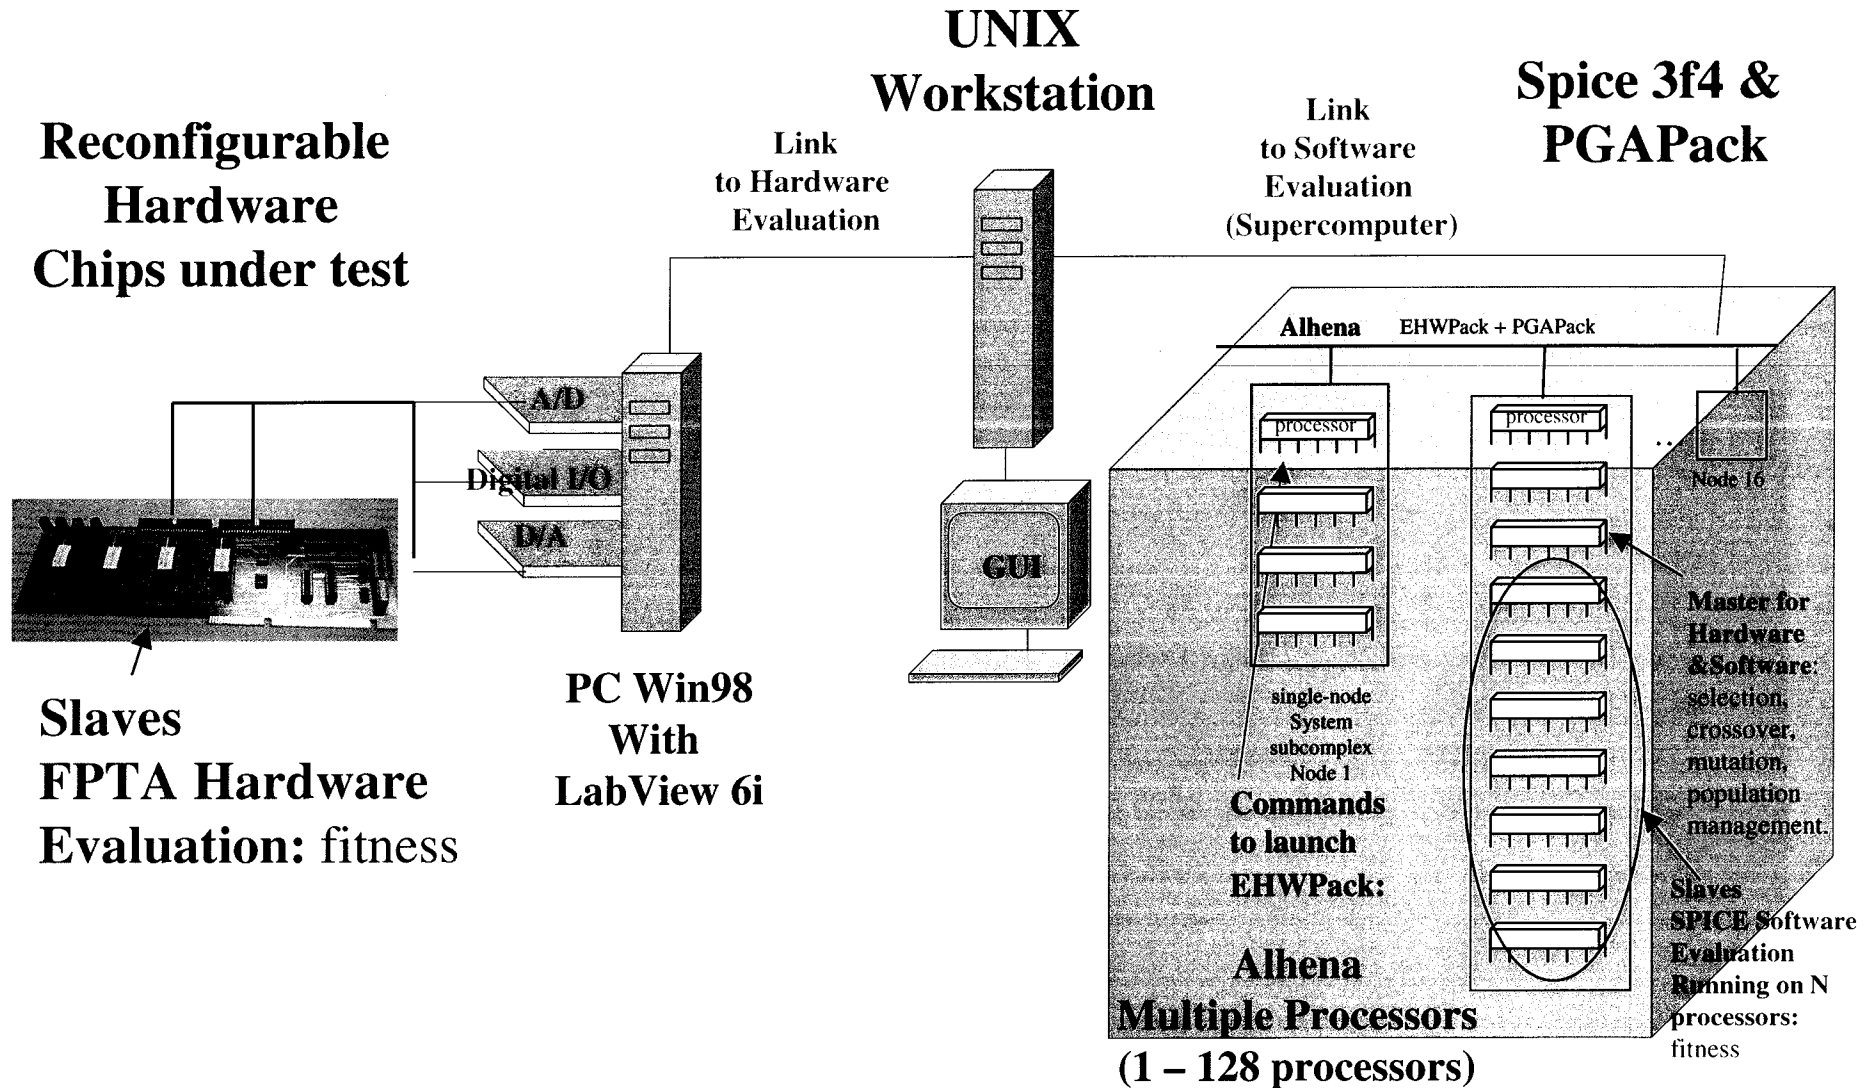 UNIX
Workstation
Spice 3f4 &
PGAPack
Reconfigurable
Hardware
Chips under test
Link
to Hardware
Evaluation
Link
to Software
Evaluation
(Supercomputer)
Alhena
EHWPack + PGAPack
A/D
Digital I/O
D/A
processor
processor
...
Node 16
GUI
Slaves
FPTA Hardware
Evaluation: fitness
PC Win98
With
LabView 6i
single-node
System
subcomplex
Node 1
Commands
to launch
EHWPack:
Master for
Hardware
&Software:
selection,
crossover,
mutation,
population
management.
Slaves
SPICE Software
Evaluation
Running on N
processors:
fitness
Alhena
Multiple Processors
(1 – 128 processors)